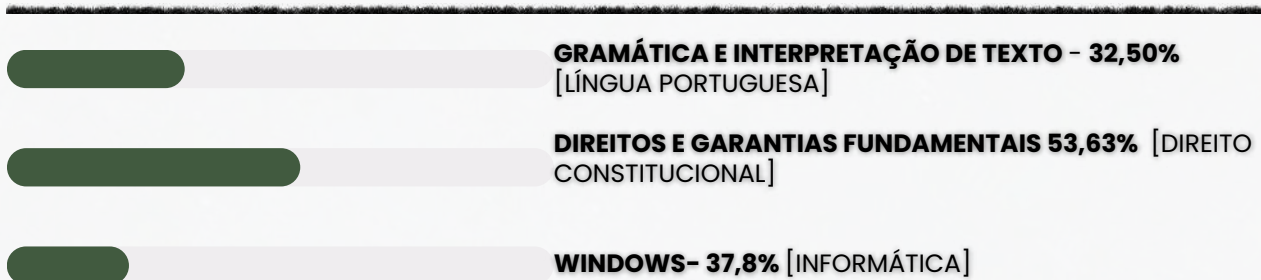 GRAMÁTICA E INTERPRETAÇÃO DE TEXTO - 32,50%
[LÍNGUA PORTUGUESA]
DIREITOS E GARANTIAS FUNDAMENTAIS 53,63% [DIREITO
CONSTITUCIONAL]
WINDOWS- 37,8% [INFORMÁTICA]